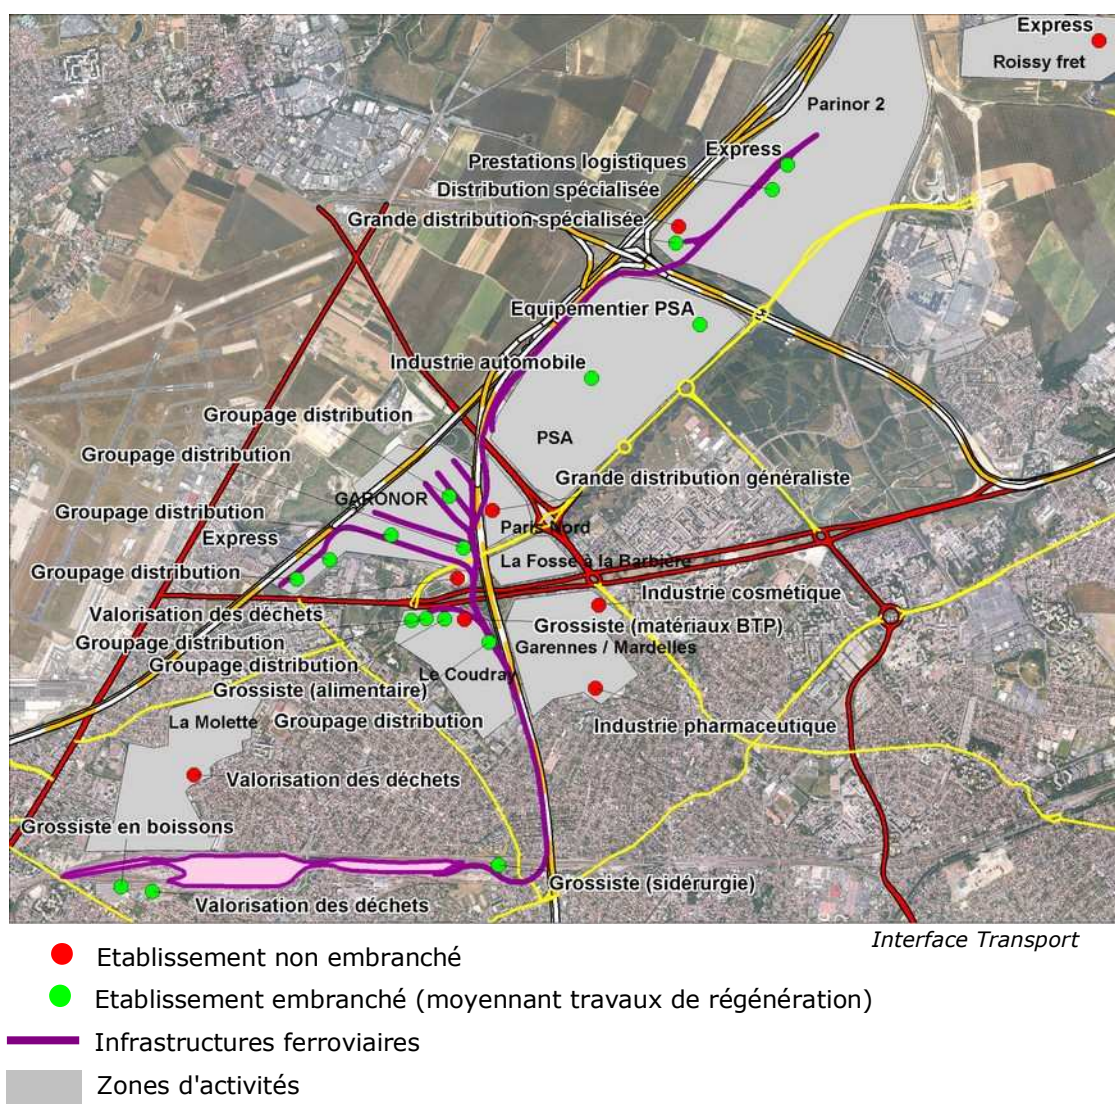 Express
Roissy fret
Parinor 2
Express
Prestations logistiques
Distribution spécialisée
Grande distribution spécialisée
Equipementier PSA
Industrie automobile
Groupage distribution
PSA
Groupage distribution
Grande distribution généraliste
GARONOR
Groupage distribution
Paris Nord
Express
La Fosse à la Barbière
Groupage distribution
Industrie cosmétique
Valorisation des déchets
Grossiste (matériaux BTP)
Groupage distribution
Garennes / Mardelles
Groupage distribution
Le Coudray
Grossiste (alimentaire)
La Molette
Groupage distribution
Industrie pharmaceutique
Valorisation des déchets
Grossiste en boissons
Grossiste (sidérurgie)
Valorisation des déchets
Interface Transport
Etablissement non embranché
Etablissement embranché (moyennant travaux de régénération)
Infrastructures ferroviaires
Zones d'activités